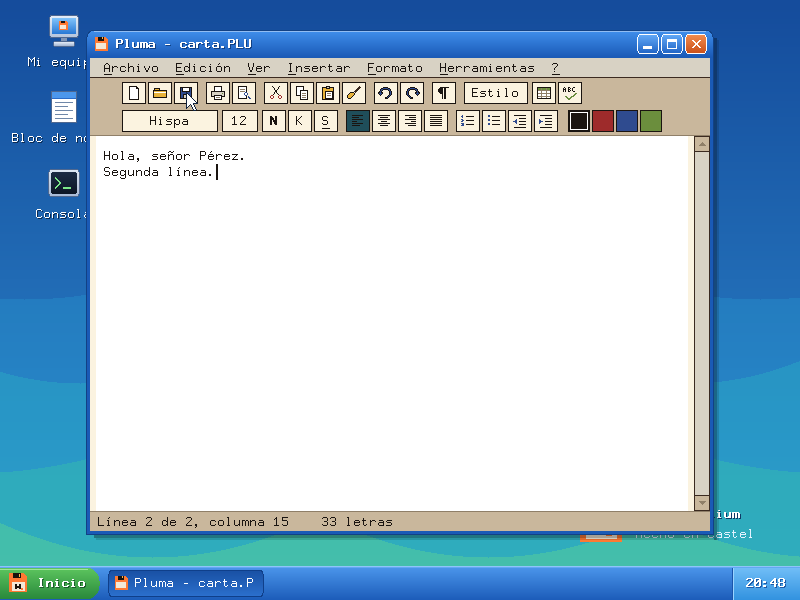 Mi equip
Bloc de no
Consola
Pluma - carta.PLU
Archivo Edición Ver Insertar Formato Herramientas ?
Estilo ABC
Hispa 12 N K S
Hola, señor Pérez.
Segunda línea.
Línea 2 de 2, columna 15 33 letras
ium
Hecho en Castel
Inicio Pluma - carta.P 20:48